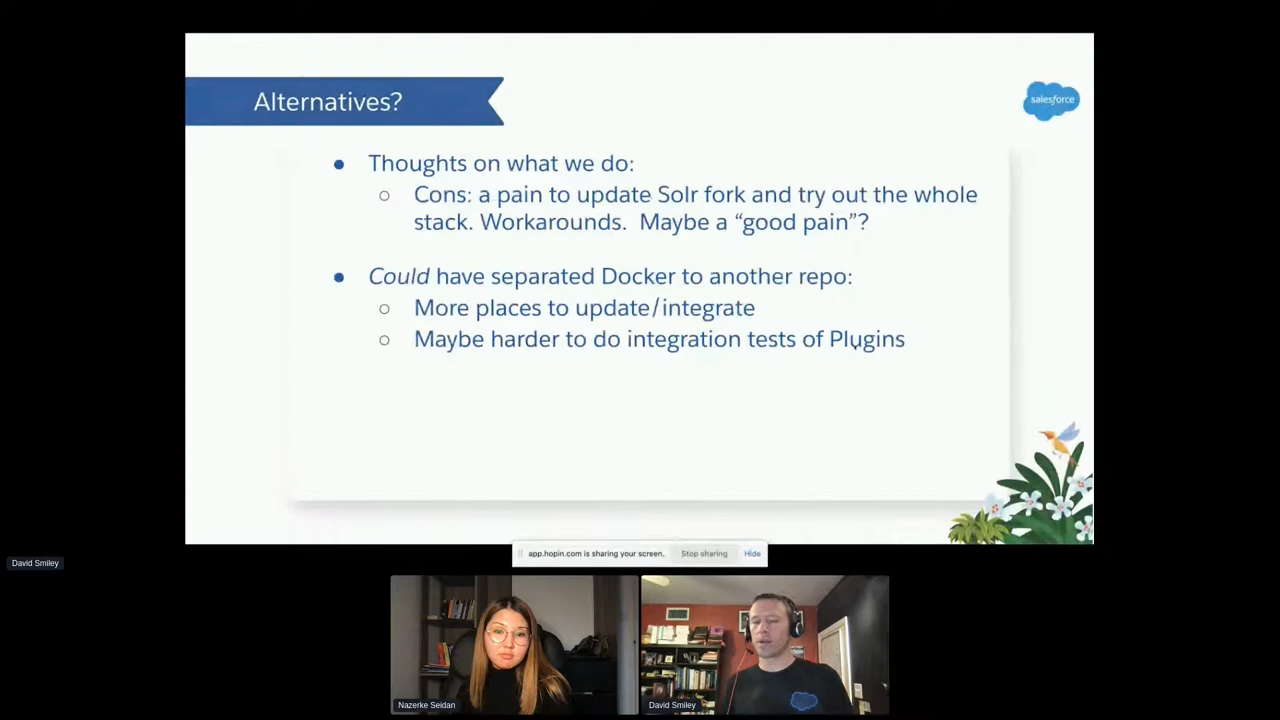 Alternatives?
salesforce
● Thoughts on what we do:
○ Cons: a pain to update Solr fork and try out the whole
stack. Workarounds. Maybe a “good pain”?
● Could have separated Docker to another repo:
○ More places to update/integrate
○ Maybe harder to do integration tests of Plugins
app.hopin.com is sharing your screen. Stop sharing Hide
David Smiley
Nazerke Seidan
David Smiley